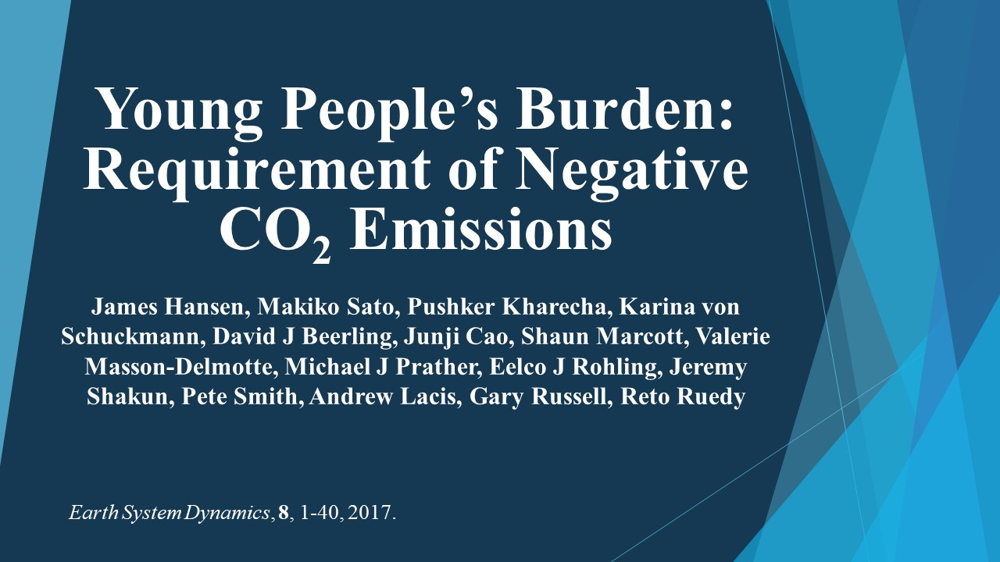 Young People’s Burden:
Requirement of Negative
CO₂ Emissions
James Hansen, Makiko Sato, Pushker Kharecha, Karina von
Schuckmann, David J Beerling, Junji Cao, Shaun Marcott, Valerie
Masson-Delmotte, Michael J Prather, Eelco J Rohling, Jeremy
Shakun, Pete Smith, Andrew Lacis, Gary Russell, Reto Ruedy
Earth System Dynamics, 8, 1-40, 2017.